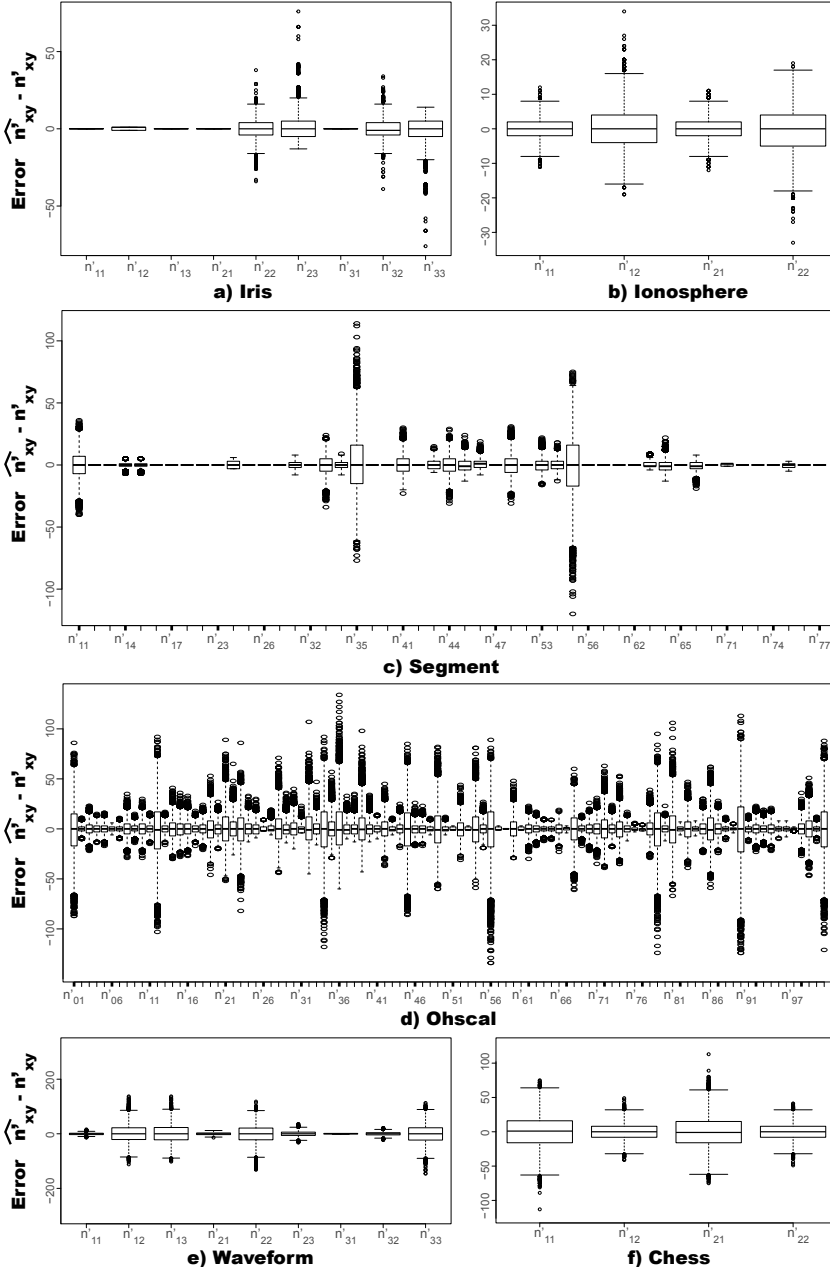 Error n̂'xy - n'xy
50
0
-50
n'11 n'12 n'13 n'21 n'22 n'23 n'31 n'32 n'33
a) Iris
30
20
10
0
-10
-20
-30
n'11 n'12 n'21 n'22
b) Ionosphere
Error n̂'xy - n'xy
100
50
0
-50
-100
n'11 n'14 n'17 n'23 n'26 n'32 n'35 n'41 n'44 n'47 n'53 n'56 n'62 n'65 n'71 n'74 n'77
c) Segment
Error n̂'xy - n'xy
100
50
0
-50
-100
n'01 n'06 n'11 n'16 n'21 n'26 n'31 n'36 n'41 n'46 n'51 n'56 n'61 n'66 n'71 n'76 n'81 n'86 n'91 n'97
d) Ohscal
Error n̂'xy - n'xy
200
0
-200
n'11 n'12 n'13 n'21 n'22 n'23 n'31 n'32 n'33
e) Waveform
100
50
0
-50
-100
n'11 n'12 n'21 n'22
f) Chess